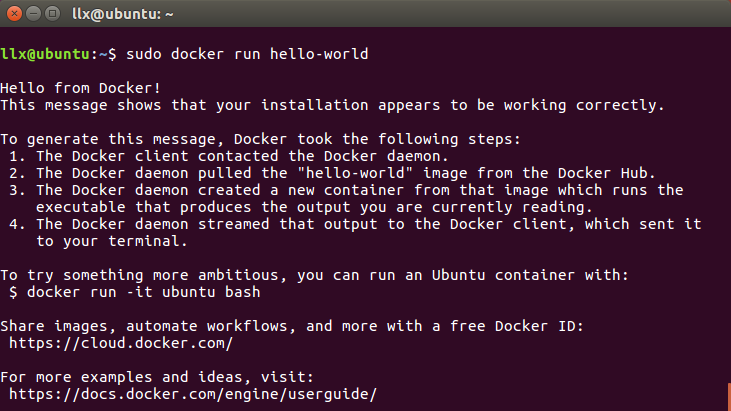 llx@ubuntu: ~
llx@ubuntu:~$ sudo docker run hello-world
Hello from Docker!
This message shows that your installation appears to be working correctly.
To generate this message, Docker took the following steps:
1. The Docker client contacted the Docker daemon.
2. The Docker daemon pulled the "hello-world" image from the Docker Hub.
3. The Docker daemon created a new container from that image which runs the
executable that produces the output you are currently reading.
4. The Docker daemon streamed that output to the Docker client, which sent it
to your terminal.
To try something more ambitious, you can run an Ubuntu container with:
$ docker run -it ubuntu bash
Share images, automate workflows, and more with a free Docker ID:
https://cloud.docker.com/
For more examples and ideas, visit:
https://docs.docker.com/engine/userguide/